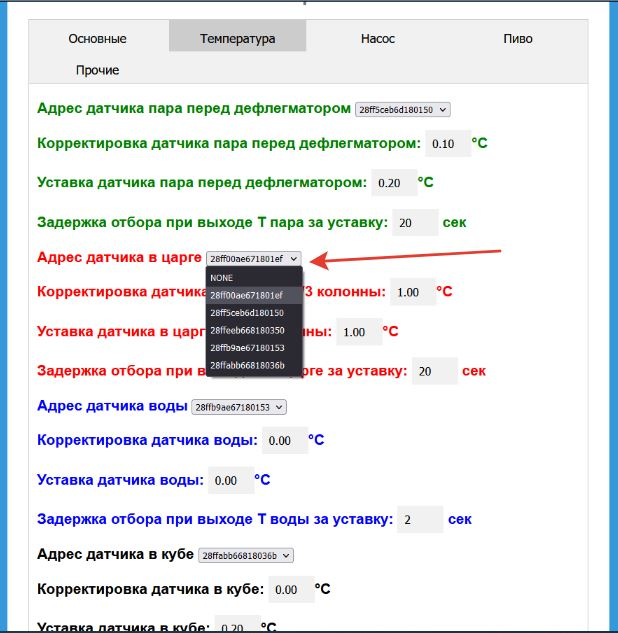 Основные Температура Насос Пиво
Прочие
Адрес датчика пара перед дефлегматором 28ff5ceb6d180150
Корректировка датчика пара перед дефлегматором: 0.10 °C
Уставка датчика пара перед дефлегматором: 0.20 °C
Задержка отбора при выходе Т пара за уставку: 20 сек
Адрес датчика в царге 28ff00ae671801ef
NONE
28ff00ae671801ef
28ff5ceb6d180150
28ffeeb668180350
28ffb9ae67180153
28ffabb66818036b
Корректировка датчика /3 колонны: 1.00 °C
Уставка датчика в царг ны: 1.00 °C
Задержка отбора при в рге за уставку: 20 сек
Адрес датчика воды 28ffb9ae67180153
Корректировка датчика воды: 0.00 °C
Уставка датчика воды: 0.00 °C
Задержка отбора при выходе Т воды за уставку: 2 сек
Адрес датчика в кубе 28ffabb66818036b
Корректировка датчика в кубе: 0.00 °C
Уставка датчика в кубе: 0.20 °C